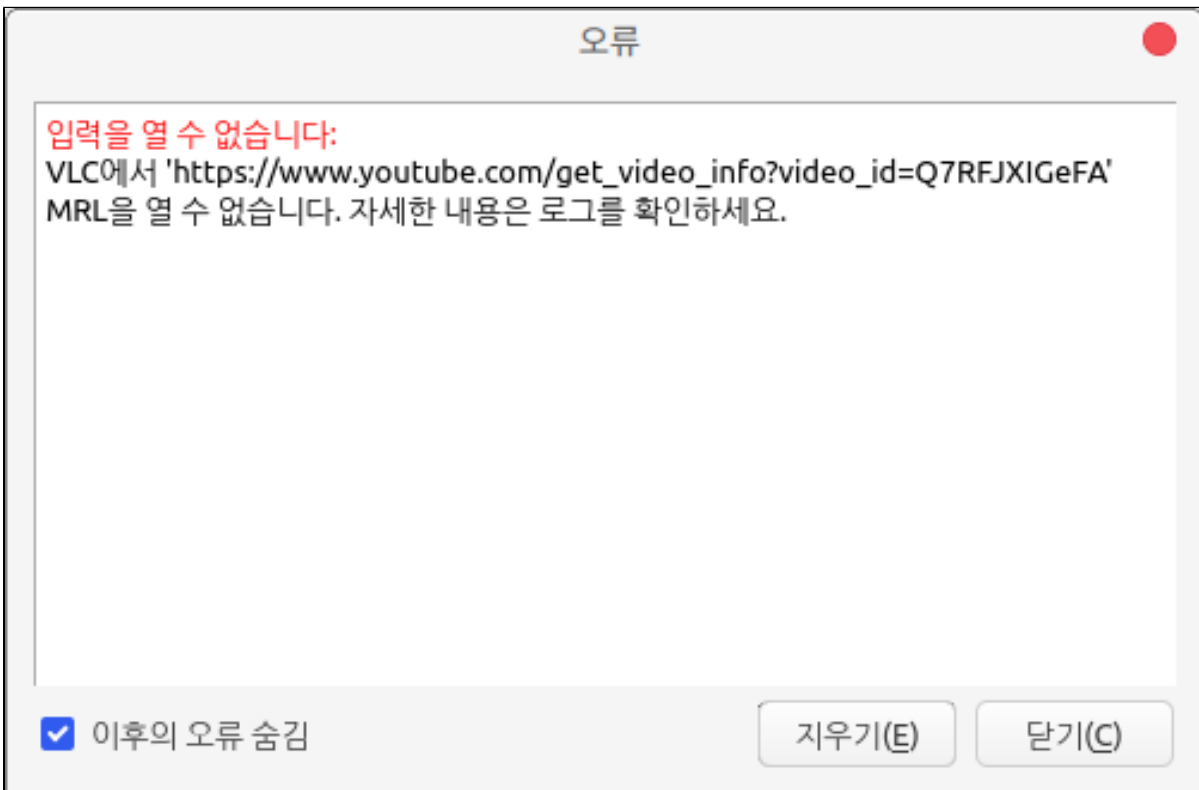 오류
입력을 열 수 없습니다:
VLC에서 'https://www.youtube.com/get_video_info?video_id=Q7RFJXIGeFA'
MRL을 열 수 없습니다. 자세한 내용은 로그를 확인하세요.
이후의 오류 숨김
지우기(E)
닫기(C)